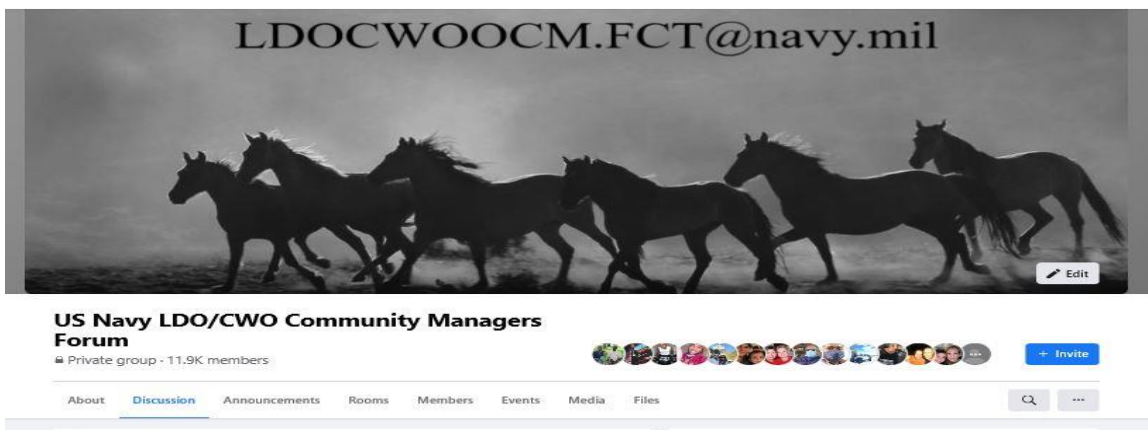 LDOCWOOCM.FCT@navy.mil
Edit
US Navy LDO/CWO Community Managers
Forum
Private group · 11.9K members
+ Invite
About Discussion Announcements Rooms Members Events Media Files